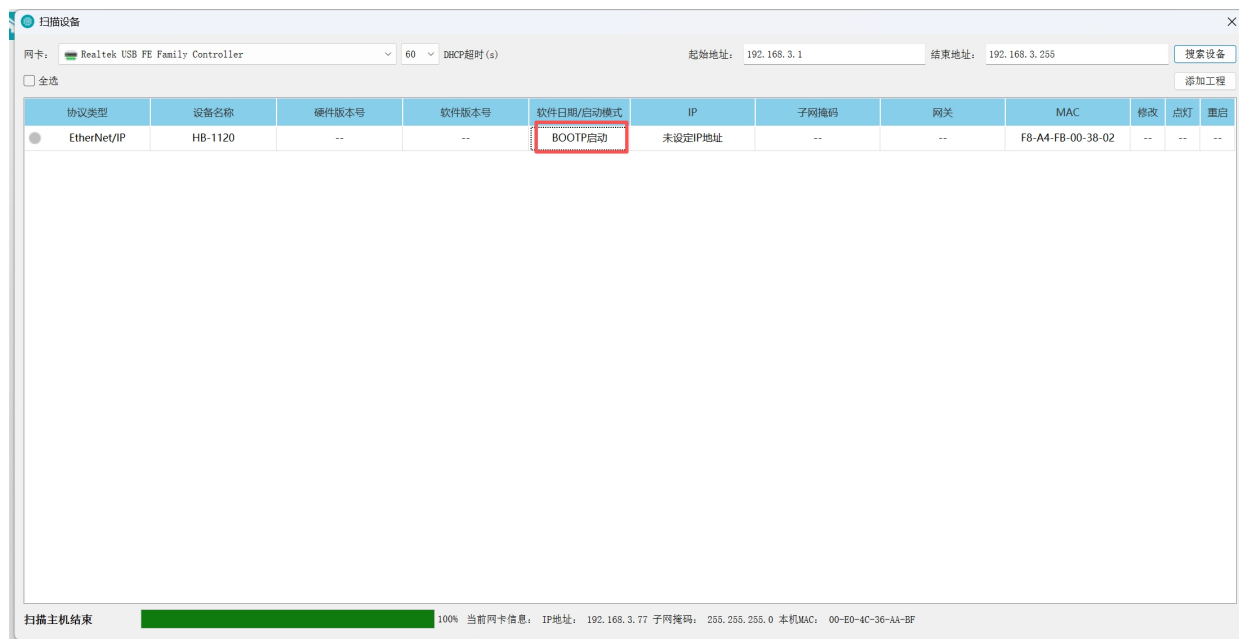 扫描设备
网卡: Realtek USB FE Family Controller 60 DHCP超时(s) 起始地址: 192.168.3.1 结束地址: 192.168.3.255 搜索设备
全选 添加工程
协议类型 设备名称 硬件版本号 软件版本号 软件日期/启动模式 IP 子网掩码 网关 MAC 修改 点灯 重启
EtherNet/IP HB-1120 -- -- BOOTP启动 未设定IP地址 -- -- F8-A4-FB-00-38-02 -- -- --
扫描主机结束 100% 当前网卡信息: IP地址: 192.168.3.77 子网掩码: 255.255.255.0 本机MAC: 00-E0-4C-36-AA-BF